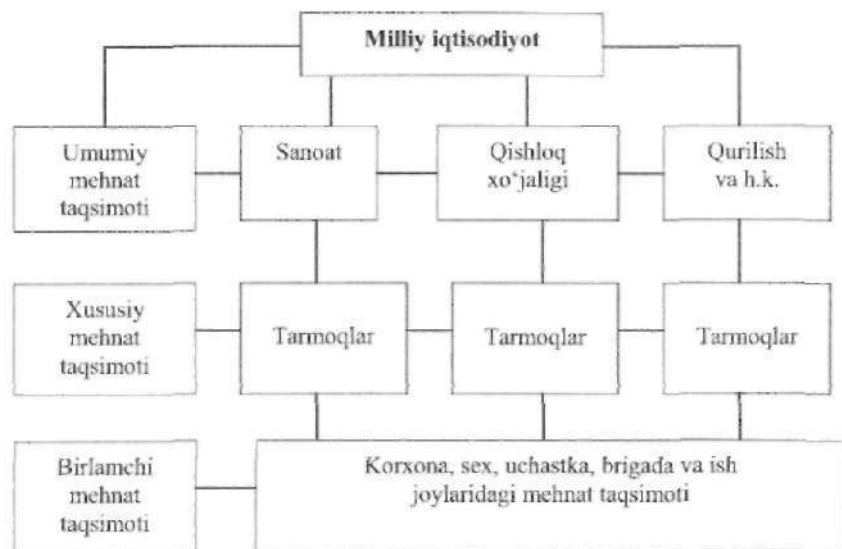 Milliy iqtisodiyot
Umumiy
mehnat
taqsimoti
Sanoat
Qishloq
xo‘jaligi
Qurilish
va h.k.
Xususiy
mehnat
taqsimoti
Tarmoqlar
Tarmoqlar
Tarmoqlar
Birlamchi
mehnat
taqsimoti
Korxona, sex, uchastka, brigada va ish
joylaridagi mehnat taqsimoti